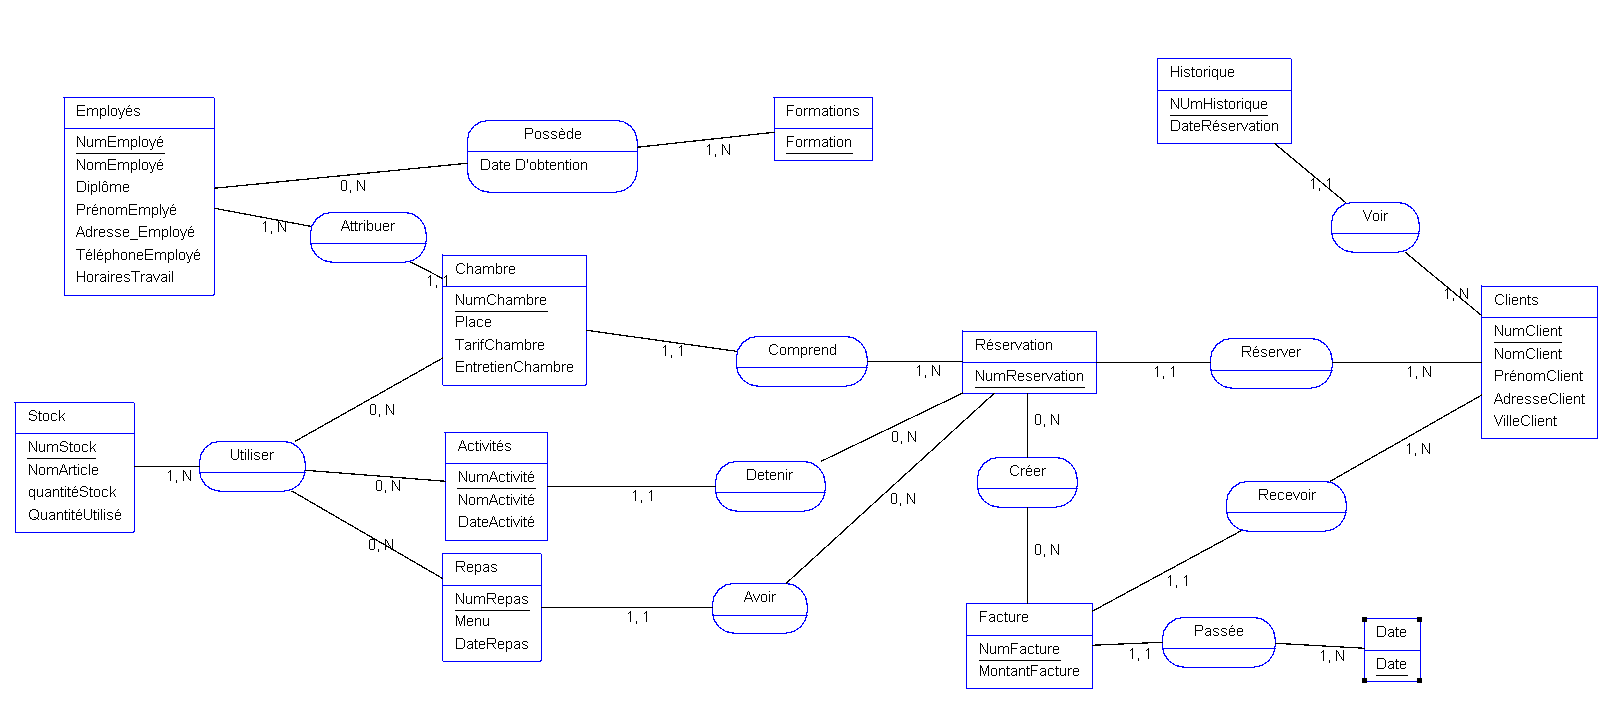 Historique
NUmHistorique
DateRéservation
Employés
NumEmployé
NomEmployé
Diplôme
PrénomEmplyé
Adresse_Employé
TéléphoneEmployé
HorairesTravail
Possède
Date D'obtention
Formations
Formation
0, N
1, N
1, N
Attribuer
1, 1
1, 1
Voir
1, N
Chambre
NumChambre
Place
TarifChambre
EntretienChambre
1, 1
Comprend
1, N
Réservation
NumReservation
1, 1
Réserver
1, N
Clients
NumClient
NomClient
PrénomClient
AdresseClient
VilleClient
Stock
NumStock
NomArticle
quantitéStock
QuantitéUtilisé
1, N
Utiliser
0, N
0, N
0, N
Activités
NumActivité
NomActivité
DateActivité
1, 1
Detenir
0, N
Repas
NumRepas
Menu
DateRepas
1, 1
Avoir
0, N
0, N
Créer
0, N
1, N
Recevoir
1, 1
Facture
NumFacture
MontantFacture
1, 1
Passée
1, N
Date
Date